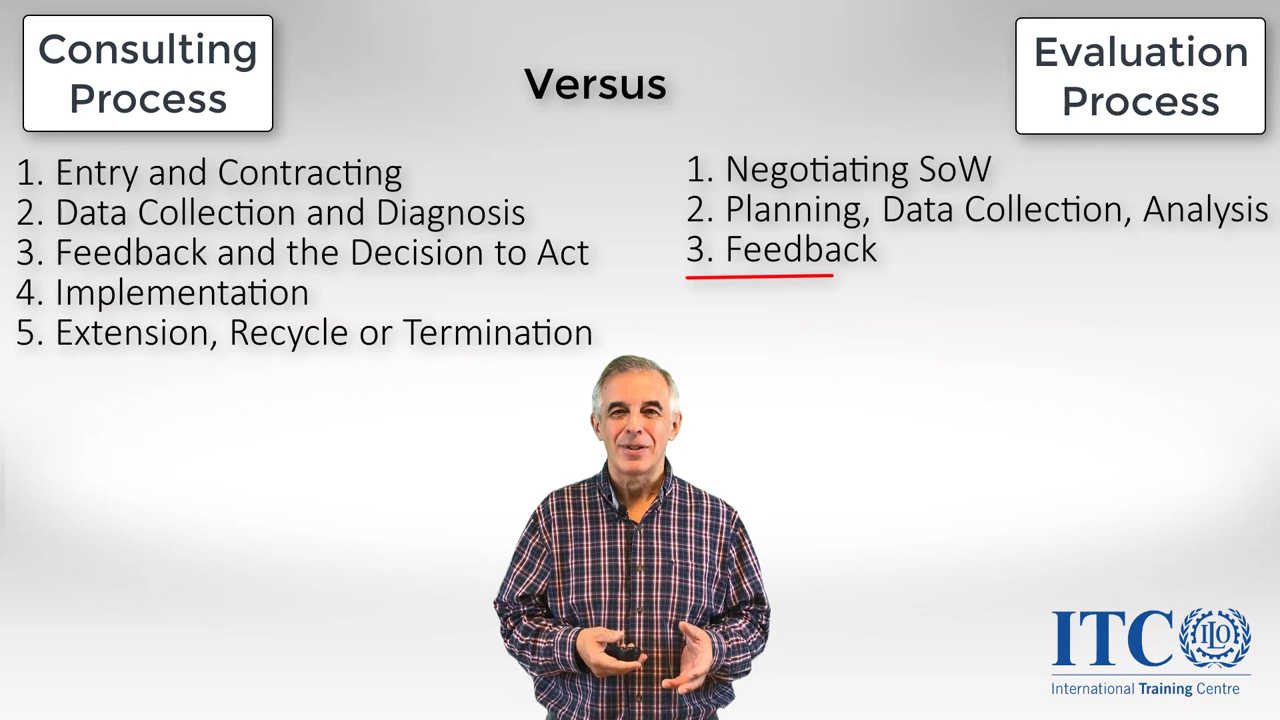 Consulting
Process
Versus
Evaluation
Process
1. Entry and Contracting
2. Data Collection and Diagnosis
3. Feedback and the Decision to Act
4. Implementation
5. Extension, Recycle or Termination
1. Negotiating SoW
2. Planning, Data Collection, Analysis
3. Feedback
ITC
ILO
International Training Centre